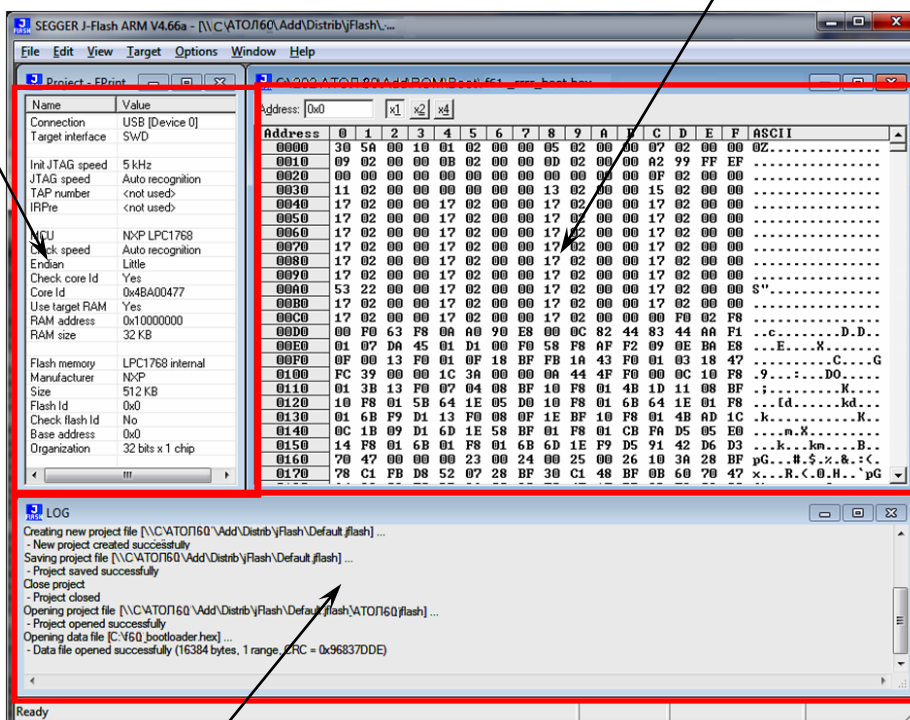 SEGGER J-Flash ARM V4.66a - [\\C\АТОЛ60\Add\Distrib\jFlash\_...
File Edit View Target Options Window Help
Project - FPrint
Name Value
Connection USB [Device 0]
Target interface SWD
Init JTAG speed 5 kHz
JTAG speed Auto recognition
TAP number <not used>
IRPre <not used>
MCU NXP LPC1768
Clock speed Auto recognition
Endian Little
Check core Id Yes
Core Id 0x4BA00477
Use target RAM Yes
RAM address 0x10000000
RAM size 32 KB
Flash memory LPC1768 internal
Manufacturer NXP
Size 512 KB
Flash Id 0x0
Check flash Id No
Base address 0x0
Organization 32 bits x 1 chip
Address: 0x0 x1 x2 x4
Address 0 1 2 3 4 5 6 7 8 9 A B C D E F ASCII
0000 30 5A 00 10 01 02 00 00 05 02 00 00 07 02 00 00 0Z..............
0010 09 02 00 00 0B 02 00 00 0D 02 00 00 A2 99 FF EF ................
0020 00 00 00 00 00 00 00 00 00 00 00 00 0F 02 00 00 ................
0030 11 02 00 00 00 00 00 00 13 02 00 00 15 02 00 00 ................
0040 17 02 00 00 17 02 00 00 17 02 00 00 17 02 00 00 ................
0050 17 02 00 00 17 02 00 00 17 02 00 00 17 02 00 00 ................
0060 17 02 00 00 17 02 00 00 17 02 00 00 17 02 00 00 ................
0070 17 02 00 00 17 02 00 00 17 02 00 00 17 02 00 00 ................
0080 17 02 00 00 17 02 00 00 17 02 00 00 17 02 00 00 ................
0090 17 02 00 00 17 02 00 00 17 02 00 00 17 02 00 00 ................
00A0 53 22 00 00 17 02 00 00 17 02 00 00 17 02 00 00 S"..............
00B0 17 02 00 00 17 02 00 00 17 02 00 00 17 02 00 00 ................
00C0 17 02 00 00 17 02 00 00 17 02 00 00 00 F0 02 F8 ................
00D0 00 F0 63 F8 0A A0 90 E8 00 0C 82 44 83 44 AA F1 ..c........D.D..
00E0 01 07 DA 45 01 D1 00 F0 58 F8 AF F2 09 0E BA E8 ...E....X.......
00F0 0F 00 13 F0 01 0F 18 BF FB 1A 43 F0 01 03 18 47 ..........C....G
0100 FC 39 00 00 1C 3A 00 00 0A 44 4F F0 00 0C 10 F8 .9...:...DO.....
0110 01 3B 13 F0 07 04 08 BF 10 F8 01 4B 1D 11 08 BF .;.........K....
0120 10 F8 01 5B 64 1E 05 D0 10 F8 01 6B 64 1E 01 F8 ...[d......kd...
0130 01 6B F9 D1 13 F0 08 0F 1E BF 10 F8 01 4B AD 1C .k...........K..
0140 0C 1B 09 D1 6D 1E 58 BF 01 F8 01 CB FA D5 05 E0 ....m.X.........
0150 14 F8 01 6B 01 F8 01 6B 6D 1E F9 D5 91 42 D6 D3 ...k...km....B..
0160 70 47 00 00 00 23 00 24 00 25 00 26 10 3A 28 BF pG...#.$.%.&.:(.
0170 78 C1 FB D8 52 07 28 BF 30 C1 48 BF 0B 60 70 47 x...R.(.0.H..`pG
LOG
Creating new project file [\\C\АТОЛ60\Add\Distrib\jFlash\Default.jflash] ...
- New project created successfully
Saving project file [\\C\АТОЛ60\Add\Distrib\jFlash\Default.jflash] ...
- Project saved successfully
Close project
- Project closed
Opening project file [\\C\АТОЛ60\Add\Distrib\jFlash\Default.jflash\АТОЛ60.jflash] ...
- Project opened successfully
Opening data file [C:\f60_bootloader.hex] ...
- Data file opened successfully (16384 bytes, 1 range, CRC = 0x96837DDE)
Ready